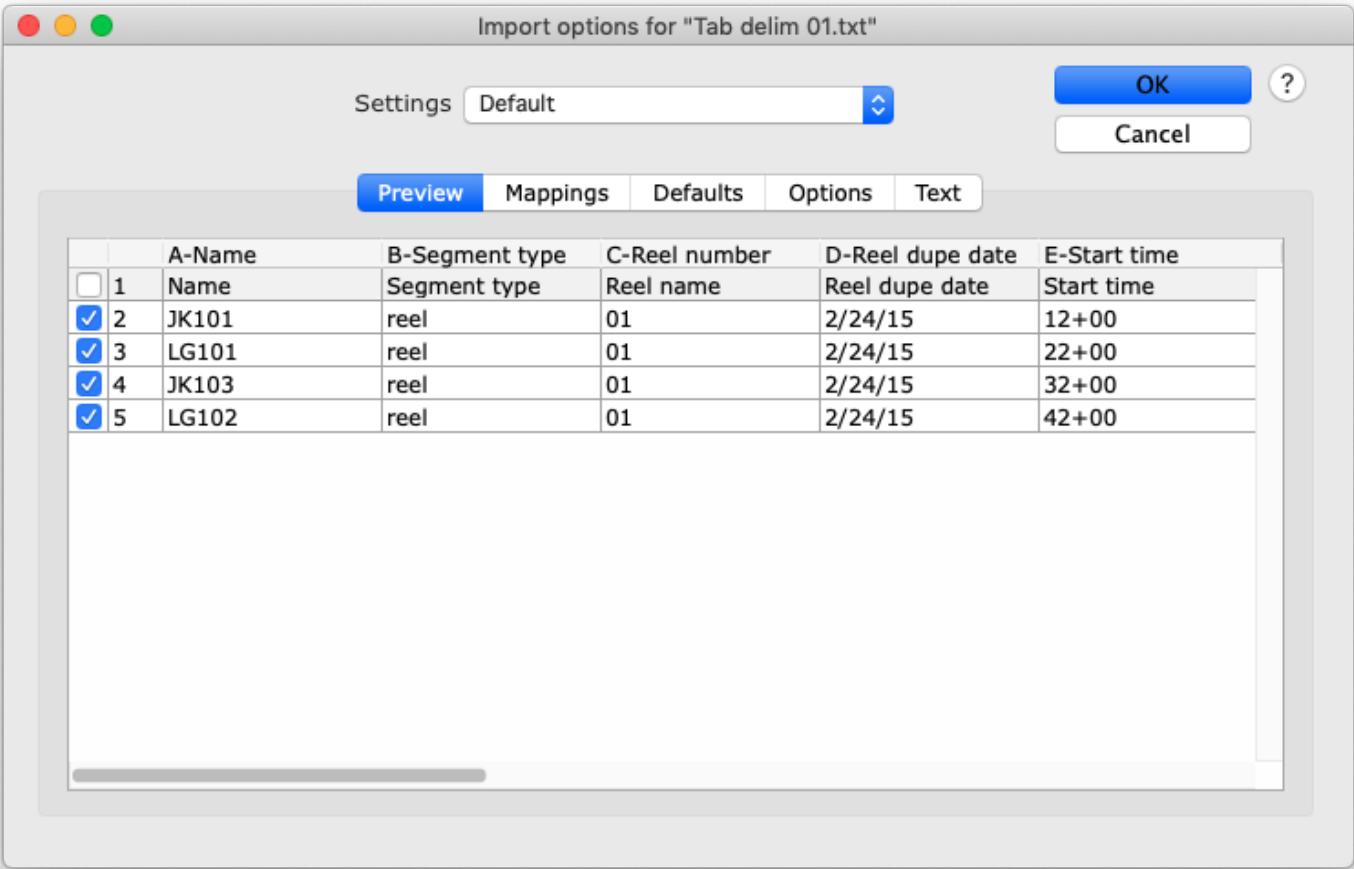 Import options for "Tab delim 01.txt"
Settings Default
OK ?
Cancel
Preview Mappings Defaults Options Text
A-Name B-Segment type C-Reel number D-Reel dupe date E-Start time
1 Name Segment type Reel name Reel dupe date Start time
2 JK101 reel 01 2/24/15 12+00
3 LG101 reel 01 2/24/15 22+00
4 JK103 reel 01 2/24/15 32+00
5 LG102 reel 01 2/24/15 42+00